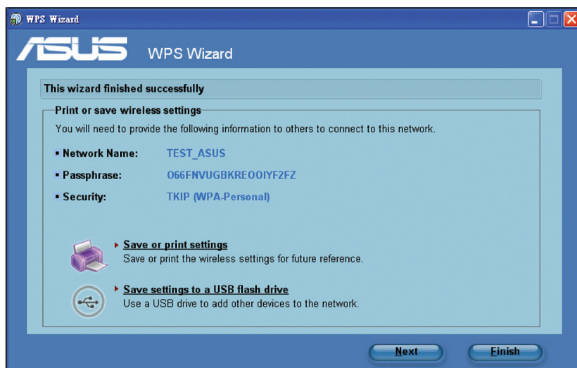 WPS Wizard
ASUS WPS Wizard
This wizard finished successfully
Print or save wireless settings
You will need to provide the following information to others to connect to this network.
Network Name: TEST_ASUS
Passphrase: O66FNVUGBKREOOIYF2FZ
Security: TKIP (WPA-Personal)
Save or print settings
Save or print the wireless settings for future reference.
Save settings to a USB flash drive
Use a USB drive to add other devices to the network.
Next Finish